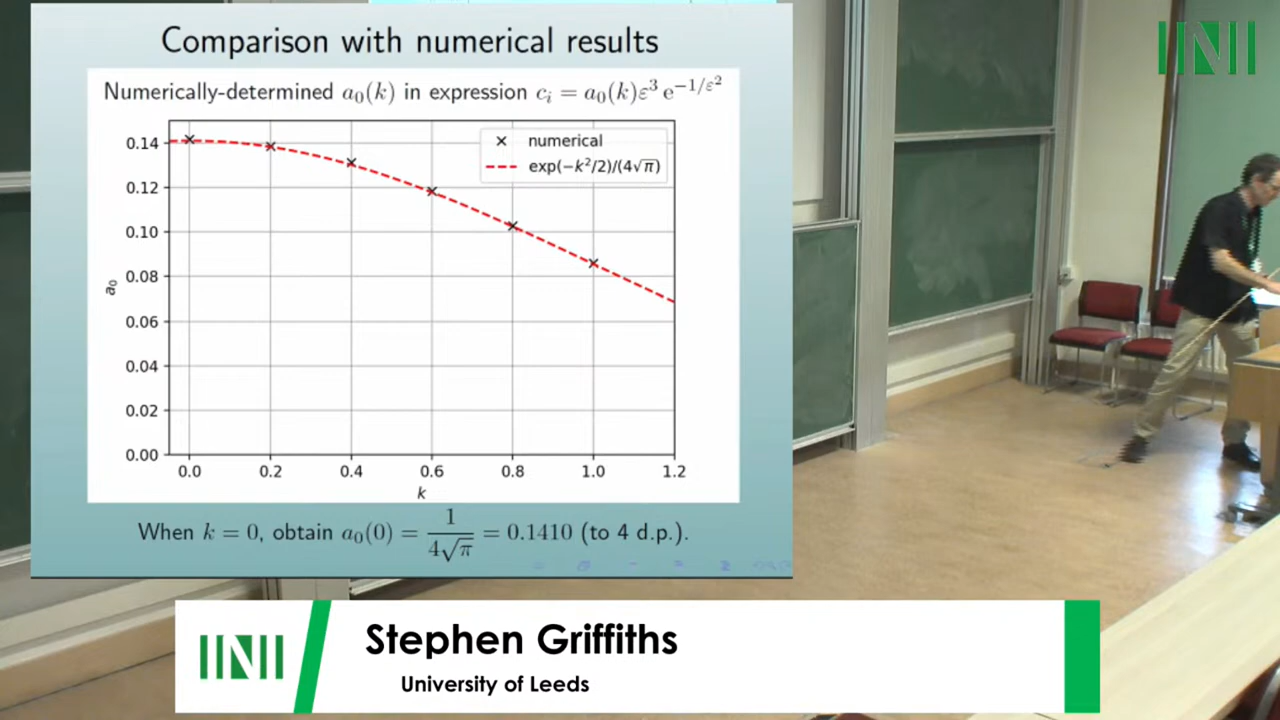 Comparison with numerical results
Numerically-determined a₀(k) in expression cᵢ = a₀(k)ε³ e^(−1/ε²)
× numerical
exp(−k²/2)/(4√π)
0.14
0.12
0.10
0.08
0.06
0.04
0.02
0.00
a₀
0.0 0.2 0.4 0.6 0.8 1.0 1.2
k
When k = 0, obtain a₀(0) = 1/(4√π) = 0.1410 (to 4 d.p.).
Stephen Griffiths
University of Leeds